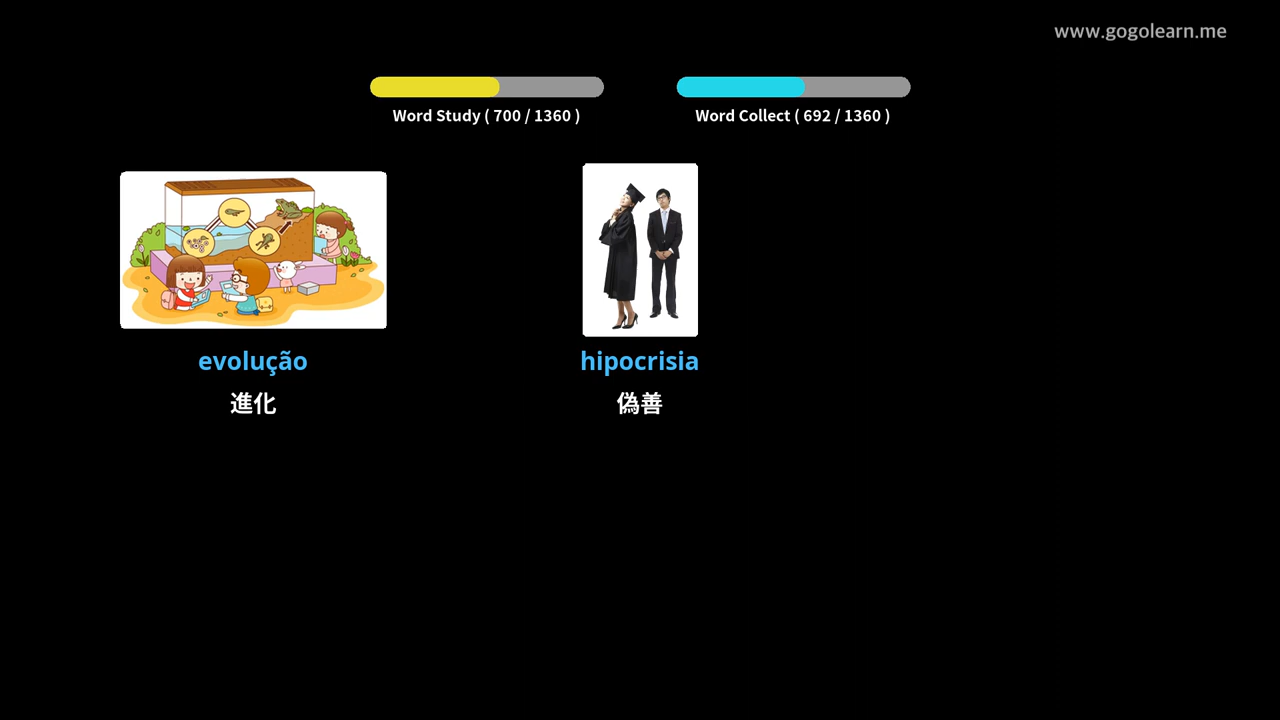 www.gogolearn.me
Word Study ( 700 / 1360 )
Word Collect ( 692 / 1360 )
evolução
進化
hipocrisia
偽善